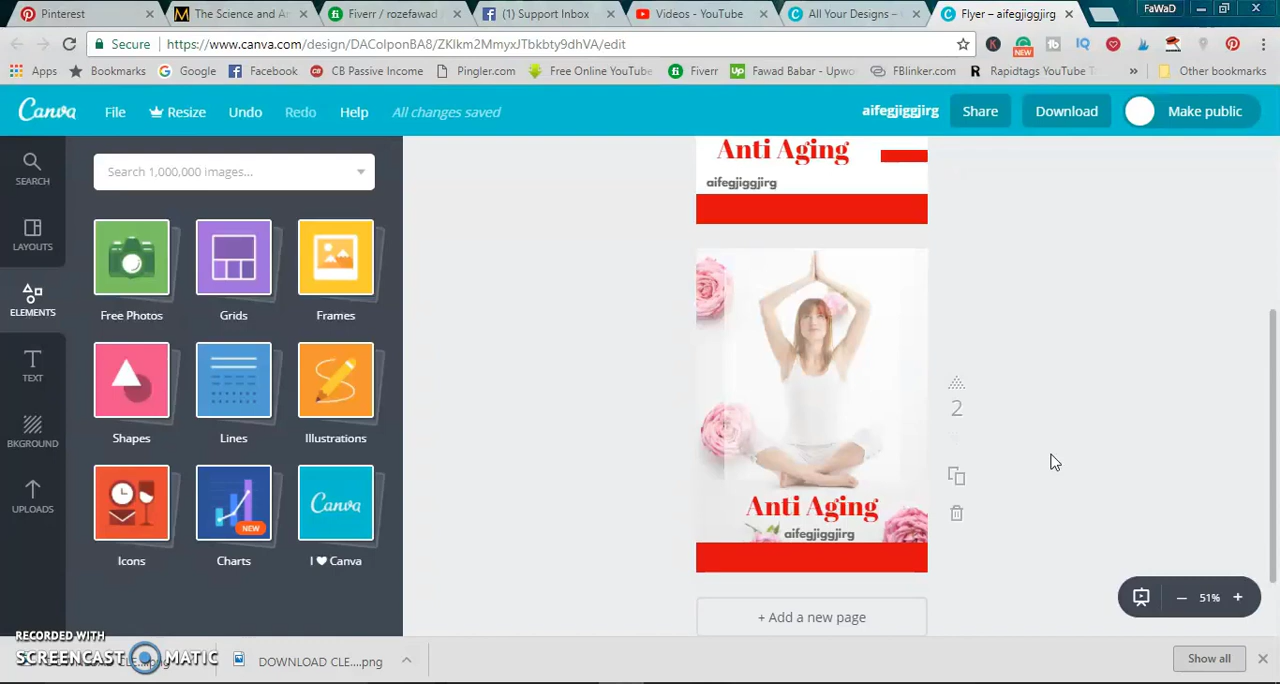 Pinterest
The Science and Ar
Fiverr / rozefawad
(1) Support Inbox
Videos - YouTube
All Your Designs –
Flyer – aifegjiggjirg
FaWaD
Secure https://www.canva.com/design/DAColponBA8/ZKlkm2MmyxJTbkbty9dhVA/edit
NEW
Apps Bookmarks Google Facebook CB Passive Income Pingler.com Free Online YouTube Fiverr Fawad Babar - Upwo FBlinker.com Rapidtags YouTube T » Other bookmarks
Canva File Resize Undo Redo Help All changes saved aifegjiggjirg Share Download Make public
SEARCH
LAYOUTS
ELEMENTS
TEXT
BKGROUND
UPLOADS
Search 1,000,000 images...
Free Photos Grids Frames
Shapes Lines Illustrations
Canva
NEW
Icons Charts I ♥ Canva
Anti Aging
aifegjiggjirg
2
Anti Aging
aifegjiggjirg
+ Add a new page
51%
RECORDED WITH
SCREENCAST MATIC
DOWNLOAD CLE....png
Show all